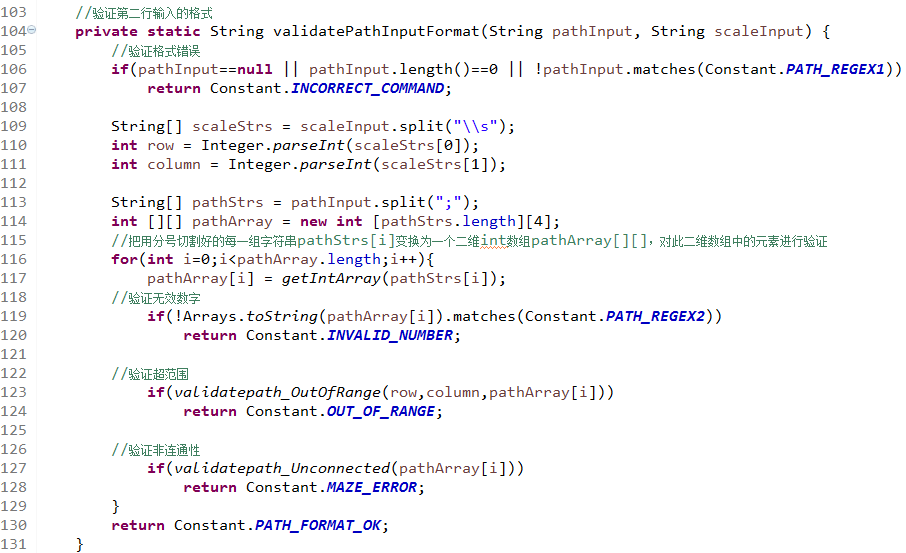 103 //验证第二行输入的格式
104 private static String validatePathInputFormat(String pathInput, String scaleInput) {
105 //验证格式错误
106 if(pathInput==null || pathInput.length()==0 || !pathInput.matches(Constant.PATH_REGEX1))
107 return Constant.INCORRECT_COMMAND;
108
109 String[] scaleStrs = scaleInput.split("\\s");
110 int row = Integer.parseInt(scaleStrs[0]);
111 int column = Integer.parseInt(scaleStrs[1]);
112
113 String[] pathStrs = pathInput.split(";");
114 int [][] pathArray = new int [pathStrs.length][4];
115 //把用分号切割好的每一组字符串pathStrs[i]变换为一个二维int数组pathArray[][],对此二维数组中的元素进行验证
116 for(int i=0;i<pathArray.length;i++){
117 pathArray[i] = getIntArray(pathStrs[i]);
118 //验证无效数字
119 if(!Arrays.toString(pathArray[i]).matches(Constant.PATH_REGEX2))
120 return Constant.INVALID_NUMBER;
121
122 //验证超范围
123 if(validatepath_OutOfRange(row,column,pathArray[i]))
124 return Constant.OUT_OF_RANGE;
125
126 //验证非连通性
127 if(validatepath_Unconnected(pathArray[i]))
128 return Constant.MAZE_ERROR;
129 }
130 return Constant.PATH_FORMAT_OK;
131 }